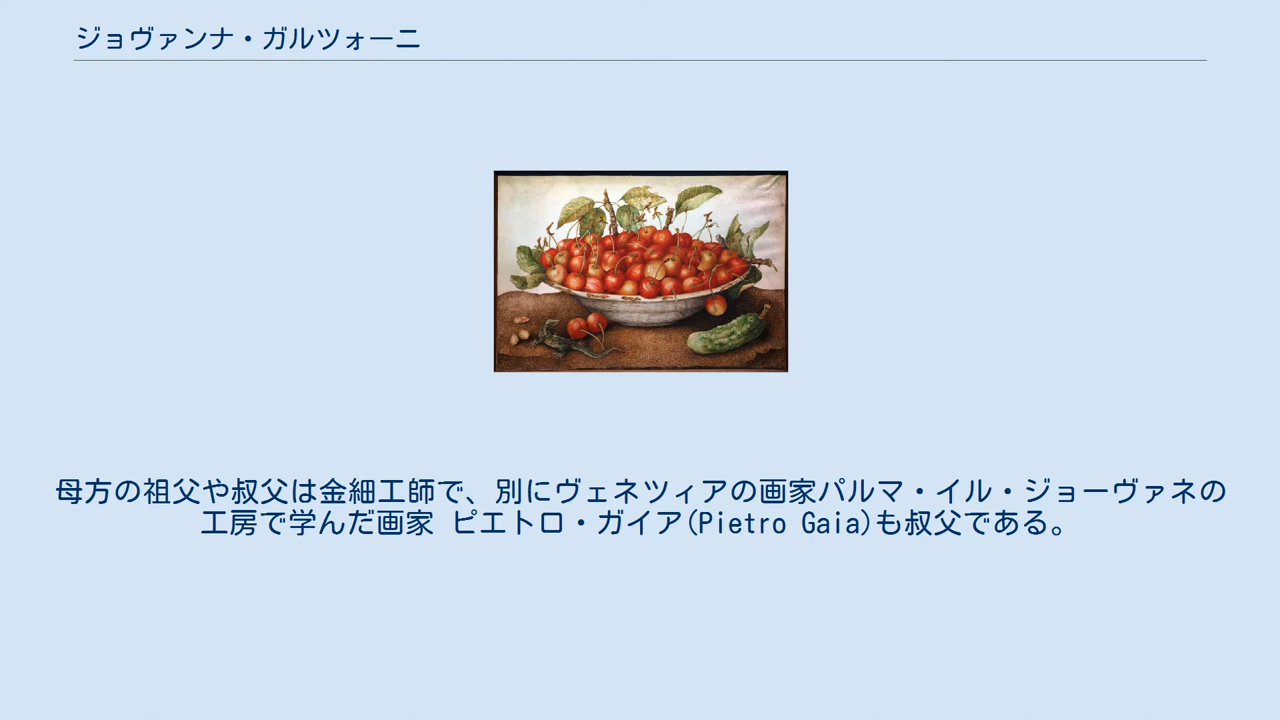 ジョヴァンナ・ガルツォーニ
母方の祖父や叔父は金細工師で、別にヴェネツィアの画家パルマ・イル・ジョーヴァネの
工房で学んだ画家 ピエトロ・ガイア(Pietro Gaia)も叔父である。